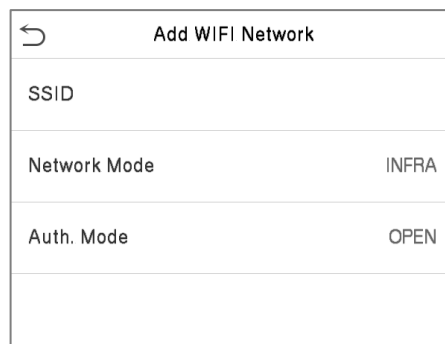 Add WIFI Network
SSID
Network Mode INFRA
Auth. Mode OPEN